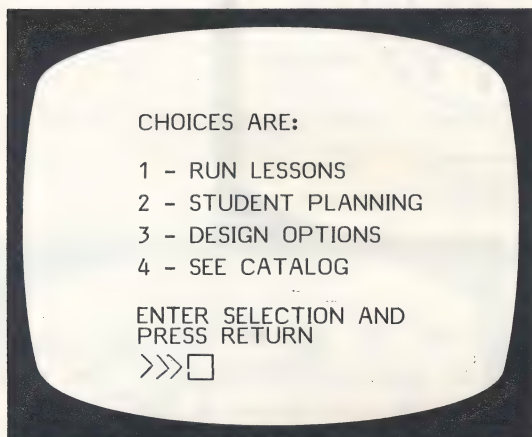 CHOICES ARE:
1 - RUN LESSONS
2 - STUDENT PLANNING
3 - DESIGN OPTIONS
4 - SEE CATALOG
ENTER SELECTION AND
PRESS RETURN
>>>□